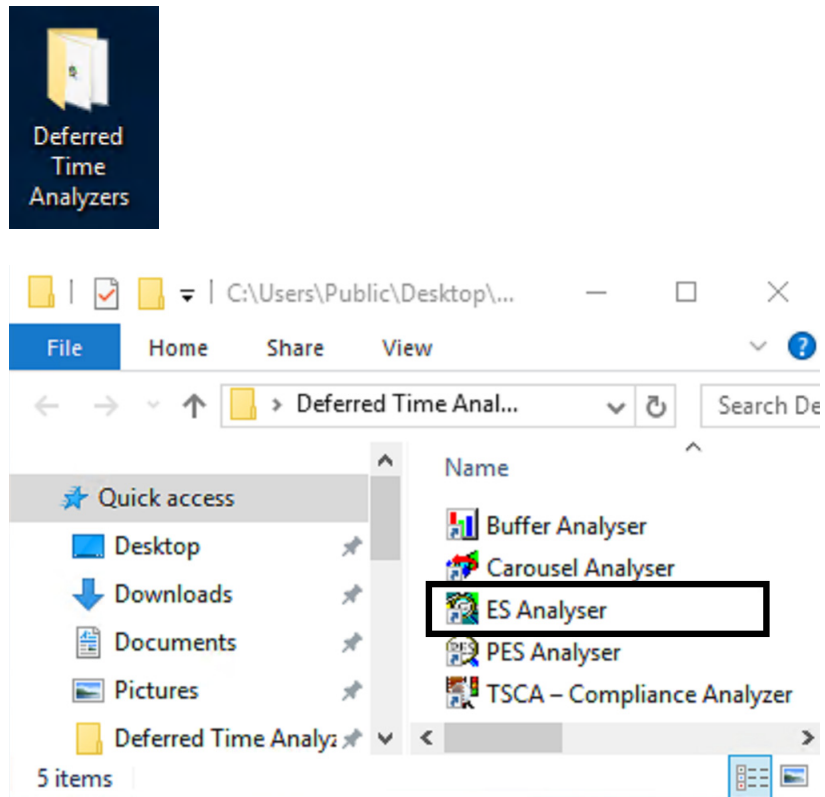 Deferred
Time
Analyzers
C:\Users\Public\Desktop\...
File Home Share View
Deferred Time Anal... Search De
Name
Quick access
Buffer Analyser
Desktop
Carousel Analyser
Downloads
ES Analyser
Documents
PES Analyser
Pictures
TSCA – Compliance Analyzer
Deferred Time Analyz
5 items